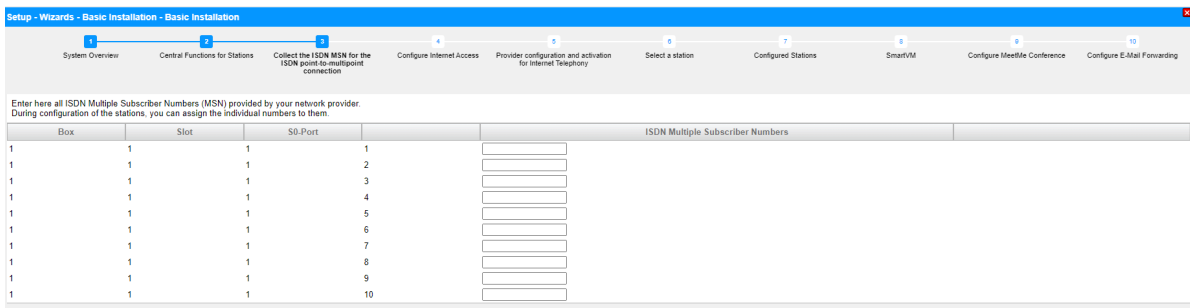 Setup - Wizards - Basic Installation - Basic Installation
1 2 3 4 5 6 7 8 9 10
System Overview Central Functions for Stations Collect the ISDN MSN for the Configure Internet Access Provider configuration and activation Select a station Configured Stations SmartVM Configure MeetMe Conference Configure E-Mail Forwarding
ISDN point-to-multipoint for Internet Telephony
connection
Enter here all ISDN Multiple Subscriber Numbers (MSN) provided by your network provider.
During configuration of the stations, you can assign the individual numbers to them.
Box Slot S0-Port ISDN Multiple Subscriber Numbers
1 1 1 1
1 1 1 2
1 1 1 3
1 1 1 4
1 1 1 5
1 1 1 6
1 1 1 7
1 1 1 8
1 1 1 9
1 1 1 10